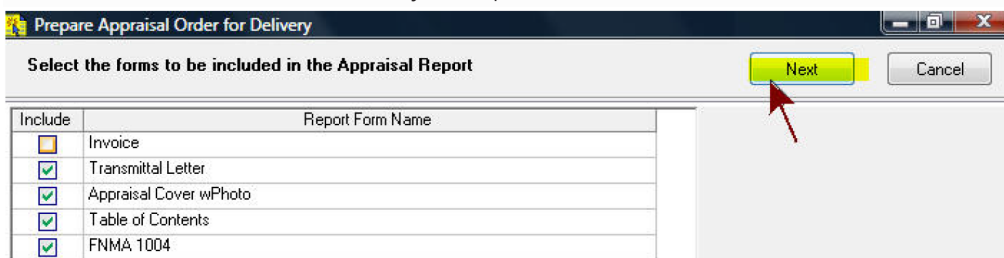 Prepare Appraisal Order for Delivery
Select the forms to be included in the Appraisal Report
Next
Cancel
Include Report Form Name
Invoice
Transmittal Letter
Appraisal Cover wPhoto
Table of Contents
FNMA 1004